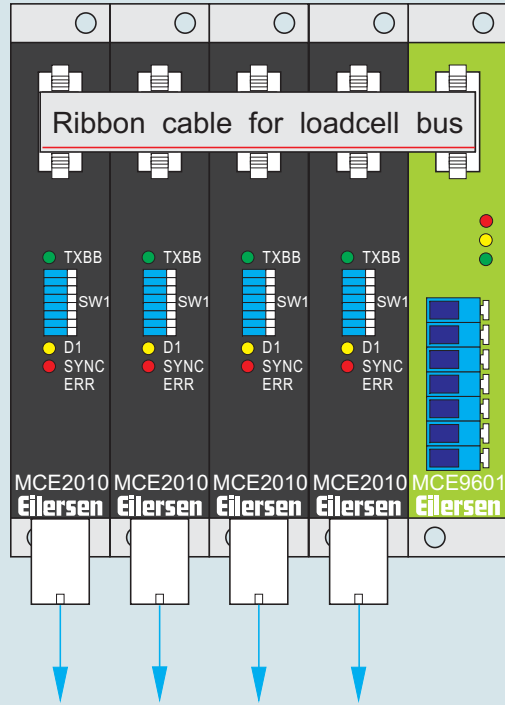 Ribbon cable for loadcell bus
TXBB TXBB TXBB TXBB
SW1 SW1 SW1 SW1
D1 D1 D1 D1
SYNC SYNC SYNC SYNC
ERR ERR ERR ERR
MCE2010 MCE2010 MCE2010 MCE2010 MCE9601
Eilersen Eilersen Eilersen Eilersen Eilersen